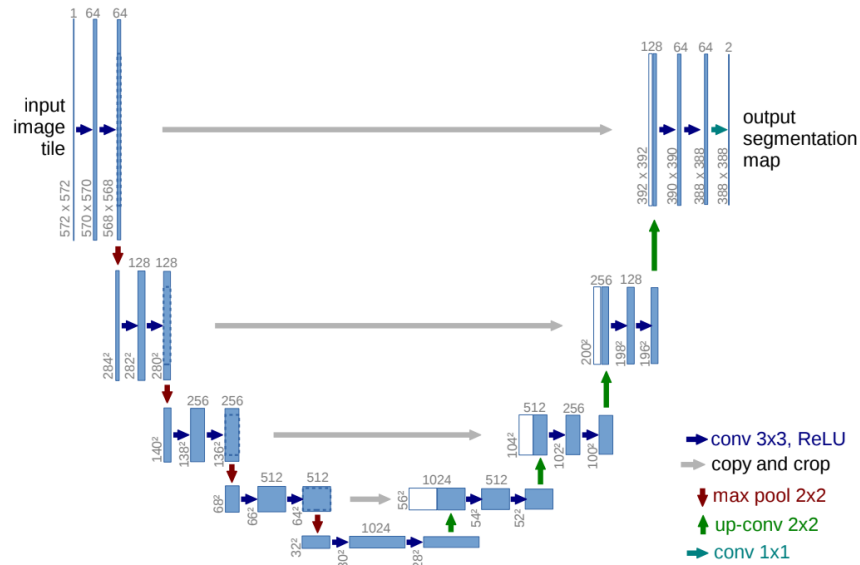 1 64 64
input
image
tile
572 x 572
570 x 570
568 x 568
128 64 64 2
output
segmentation
map
392 x 392
390 x 390
388 x 388
388 x 388
128 128
284²
282²
280²
256 128
200²
198²
196²
256 256
140²
138²
136²
512 256
104²
102²
100²
512 512
68²
66²
64²
1024 512
56²
54²
52²
1024
32²
30²
28²
conv 3x3, ReLU
copy and crop
max pool 2x2
up-conv 2x2
conv 1x1